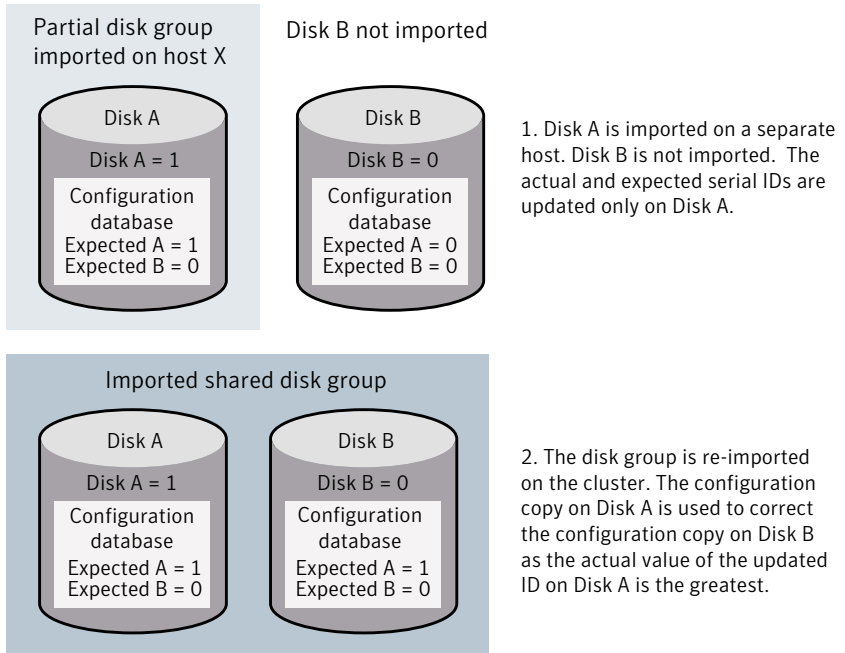 Partial disk group
imported on host X
Disk B not imported
Disk A
Disk A = 1
Configuration
database
Expected A = 1
Expected B = 0
Disk B
Disk B = 0
Configuration
database
Expected A = 0
Expected B = 0
1. Disk A is imported on a separate
host. Disk B is not imported. The
actual and expected serial IDs are
updated only on Disk A.
Imported shared disk group
Disk A
Disk A = 1
Configuration
database
Expected A = 1
Expected B = 0
Disk B
Disk B = 0
Configuration
database
Expected A = 1
Expected B = 0
2. The disk group is re-imported
on the cluster. The configuration
copy on Disk A is used to correct
the configuration copy on Disk B
as the actual value of the updated
ID on Disk A is the greatest.